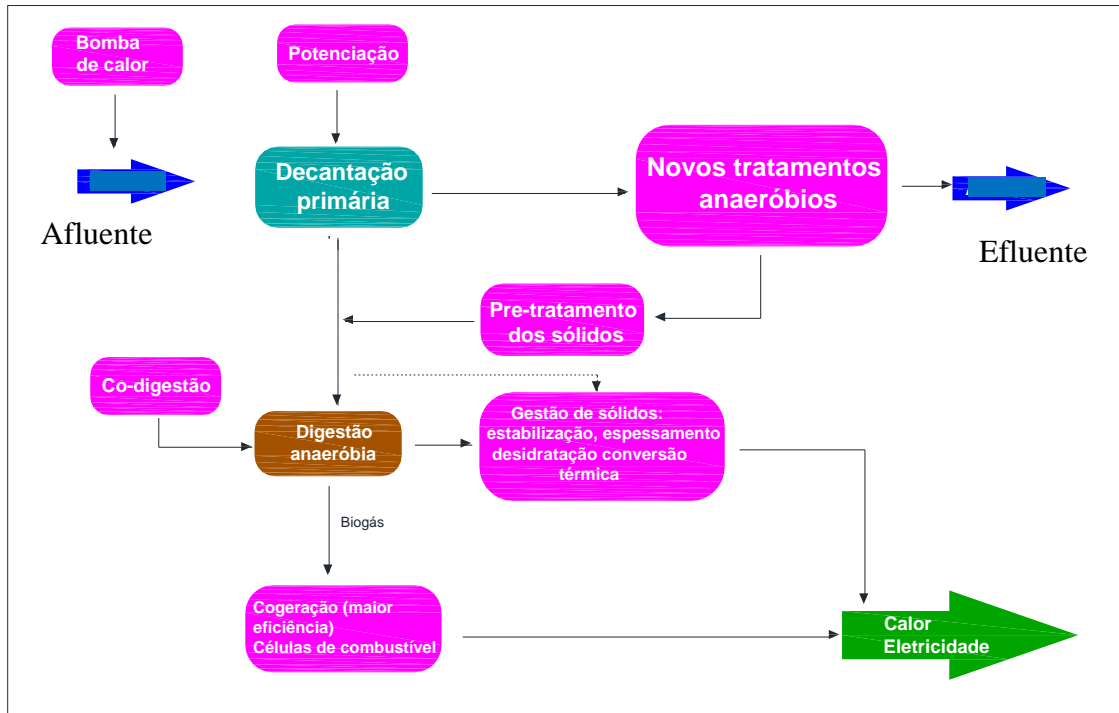 Bomba
de calor
Potenciação
Decantação
primária
Novos tratamentos
anaeróbios
Afluente
Efluente
Pre-tratamento
dos sólidos
Co-digestão
Digestão
anaeróbia
Gestão de sólidos:
estabilização, espessamento
desidratação conversão
térmica
Biogás
Cogeração (maior
eficiência)
Células de combustível
Calor
Eletricidade